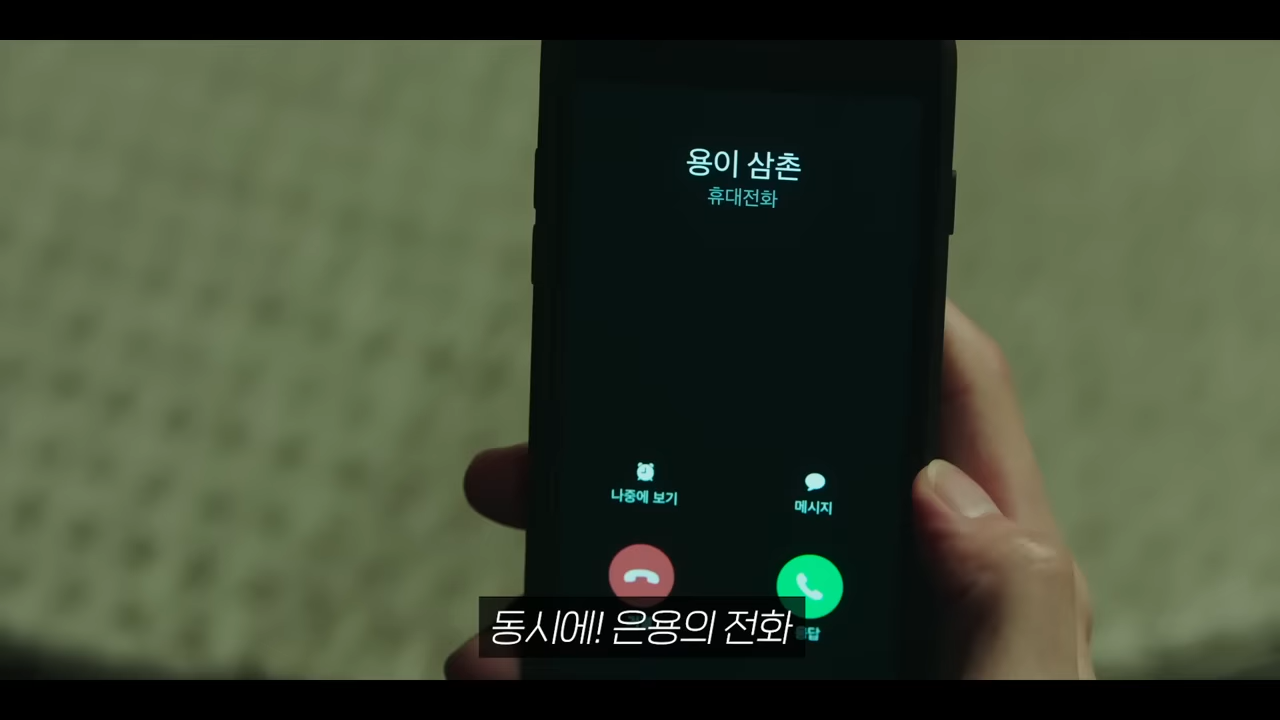 용이 삼촌
휴대전화
나중에 보기
메시지
동시에! 은용의 전화